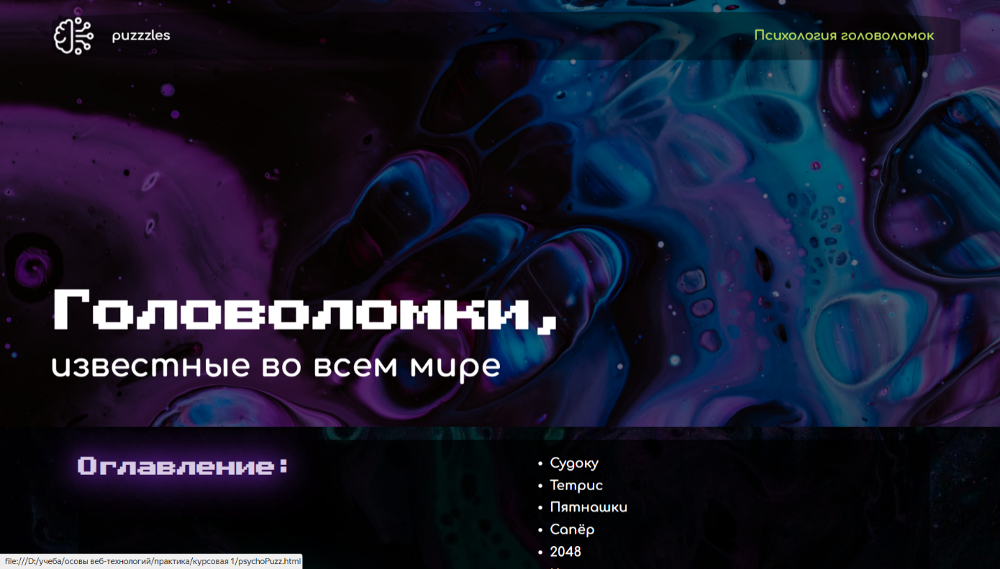 puzzzles
Психология головоломок
Головоломки,
известные во всем мире
Оглавление:
• Судоку
• Тетрис
• Пятнашки
• Сапёр
• 2048
file:///D:/учеба/осовы веб-технологий/практика/курсовая 1/psychoPuzz.html